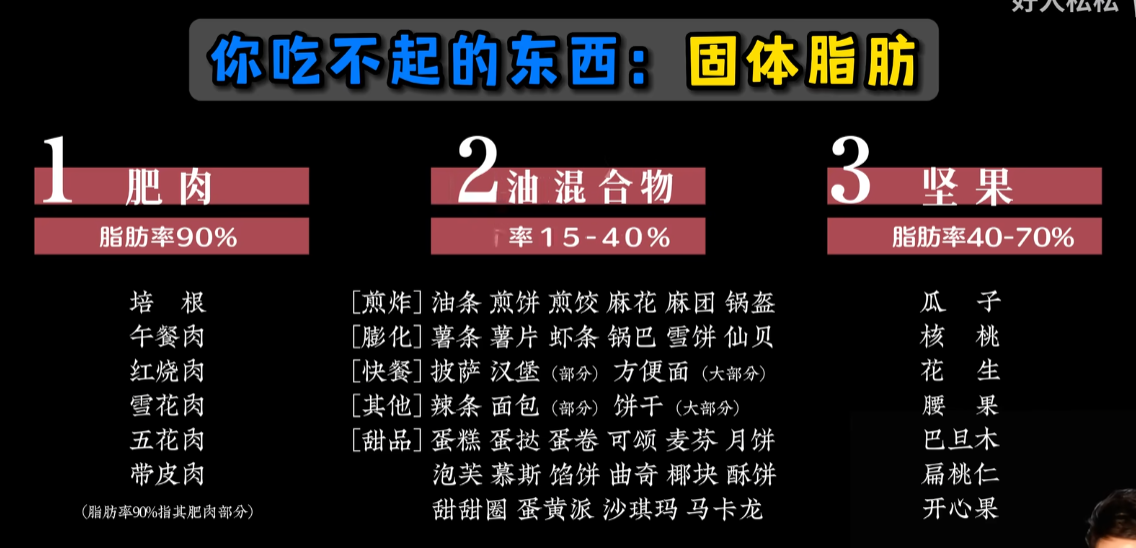 好人松松
你吃不起的东西：固体脂肪
1 肥肉
脂肪率90%
培 根
午餐肉
红烧肉
雪花肉
五花肉
带皮肉
（脂肪率90%指其肥肉部分）
2 油混合物
率15-40%
[煎炸] 油条 煎饼 煎饺 麻花 麻团 锅盔
[膨化] 薯条 薯片 虾条 锅巴 雪饼 仙贝
[快餐] 披萨 汉堡（部分） 方便面（大部分）
[其他] 辣条 面包（部分） 饼干（大部分）
[甜品] 蛋糕 蛋挞 蛋卷 可颂 麦芬 月饼
泡芙 慕斯 馅饼 曲奇 椰块 酥饼
甜甜圈 蛋黄派 沙琪玛 马卡龙
3 坚果
脂肪率40-70%
瓜 子
核 桃
花 生
腰 果
巴旦木
扁桃仁
开心果